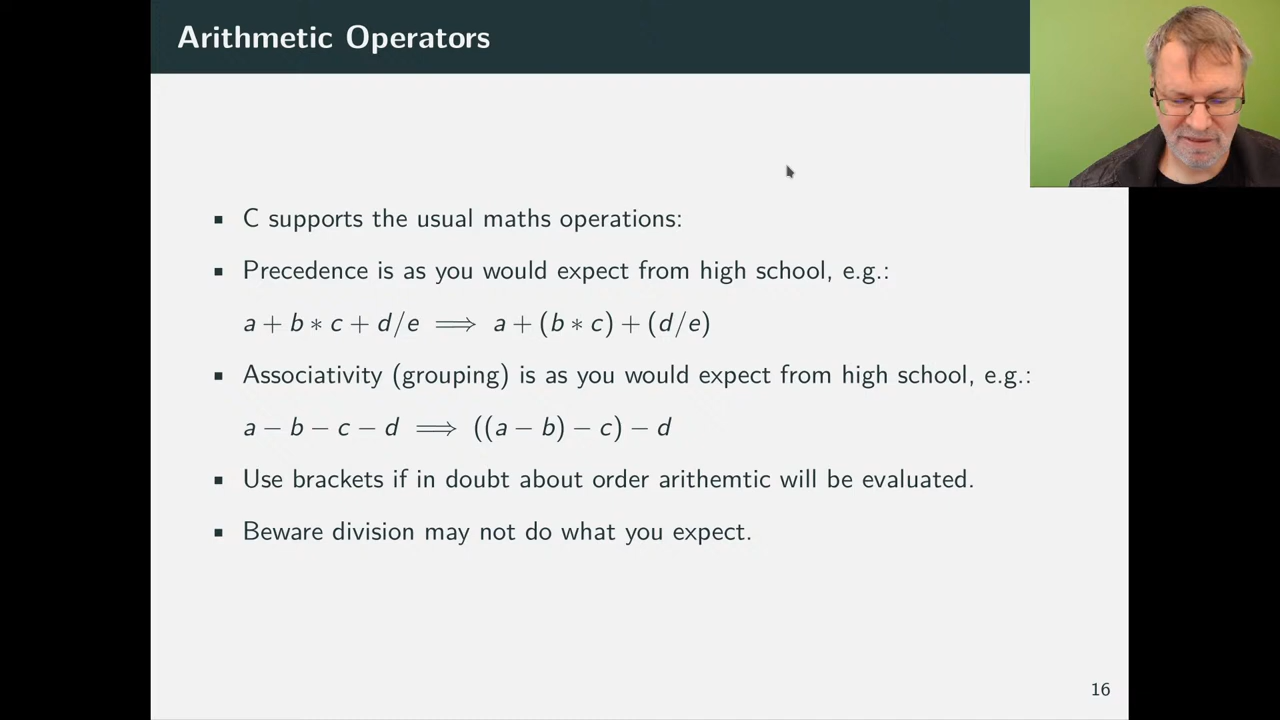 Arithmetic Operators
▪ C supports the usual maths operations:
▪ Precedence is as you would expect from high school, e.g.:
a + b ∗ c + d/e ⟹ a + (b ∗ c) + (d/e)
▪ Associativity (grouping) is as you would expect from high school, e.g.:
a − b − c − d ⟹ ((a − b) − c) − d
▪ Use brackets if in doubt about order arithemtic will be evaluated.
▪ Beware division may not do what you expect.
16